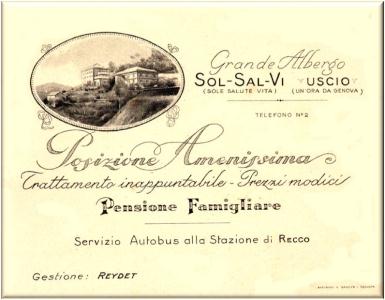 Grande Albergo
SOL-SAL-VI USCIO
(SOLE SALUTE VITA) (UN'ORA DA GENOVA)
TELEFONO Nº2
Posizione Amenissima
Trattamento inappuntabile - Prezzi modici
Pensione Famigliare
Servizio Autobus alla Stazione di RECCO
Gestione: REYDET